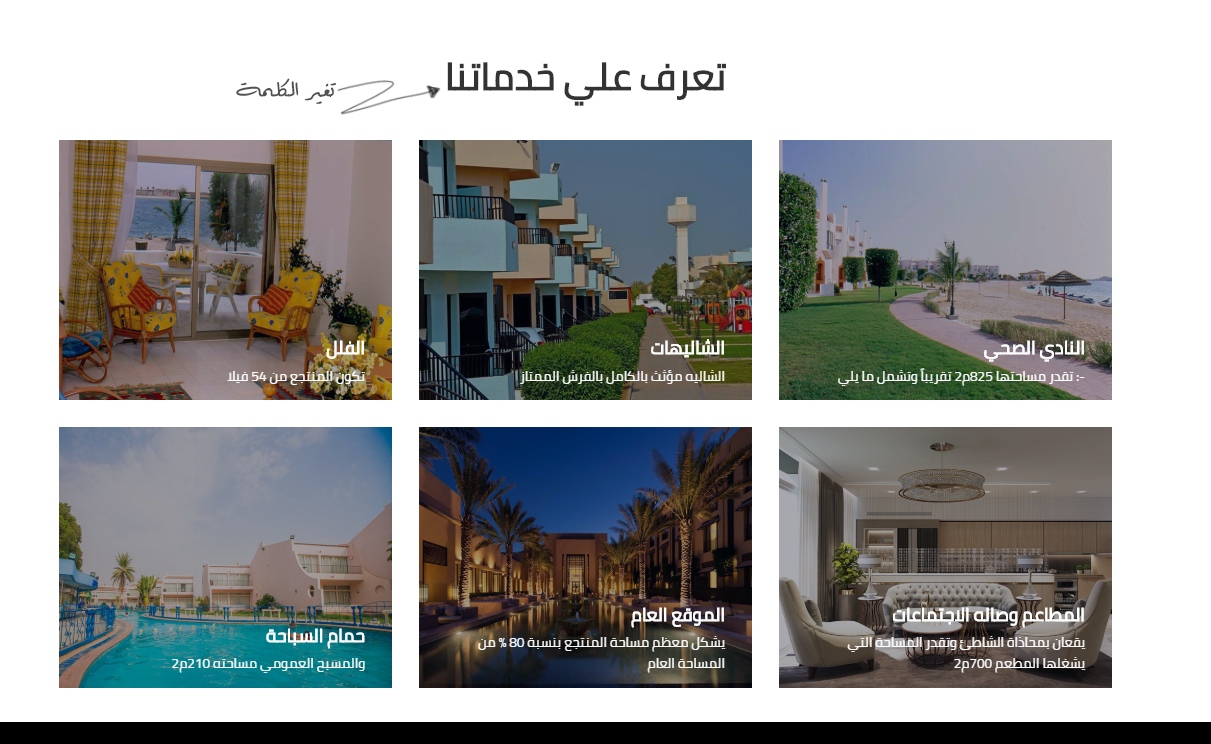 تعرف علي خدماتنا
تغير الكلمة
النادي الصحي
:- تقدر مساحتها 825م2 تقريباً وتشمل ما يلي
الشاليهات
الشاليه مؤثث بالكامل بالفرش الممتاز
الفلل
تكون المنتجع من 54 فيلا
المطاعم وصاله الاجتماعات
يقعان بمحاذاة الشاطئ وتقدر المساحة التي
يشغلها المطعم 700م2
الموقع العام
يشكل معظم مساحة المنتجع بنسبة 80 % من
المساحة العام
حمام السباحة
والمسبح العمومي مساحته 210م2